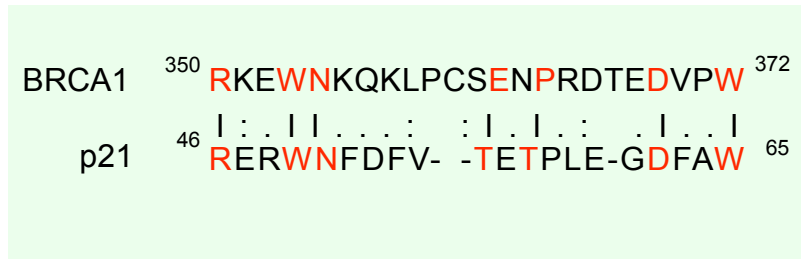 BRCA1 350 RKEWNKQKLPCSENPRDTEDVPW 372
I : . I I . . . : : I . I . : . I . . I
p21 46 RERWNFDFV- -TETPLE-GDFAW 65